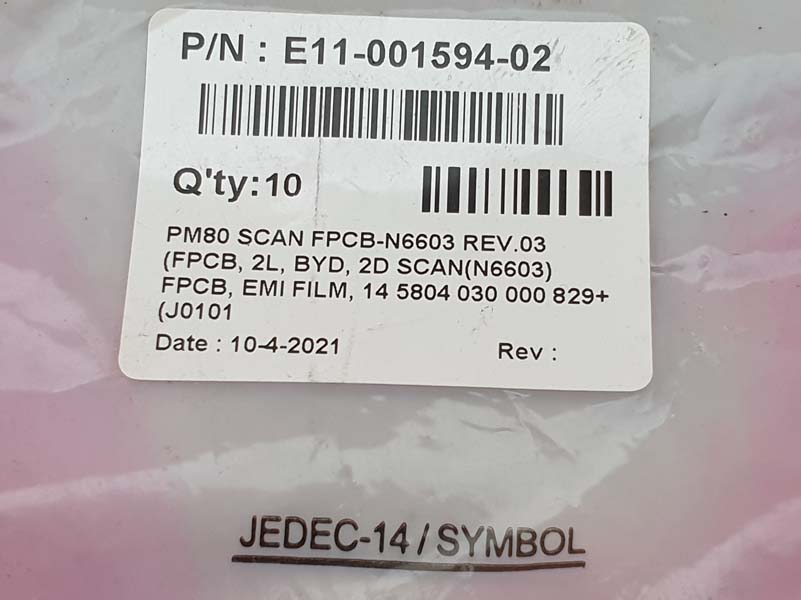 P/N : E11-001594-02
Q'ty:10
PM80 SCAN FPCB-N6603 REV.03
(FPCB, 2L, BYD, 2D SCAN(N6603)
FPCB, EMI FILM, 14 5804 030 000 829+
(J0101
Date : 10-4-2021 Rev :
JEDEC-14 / SYMBOL